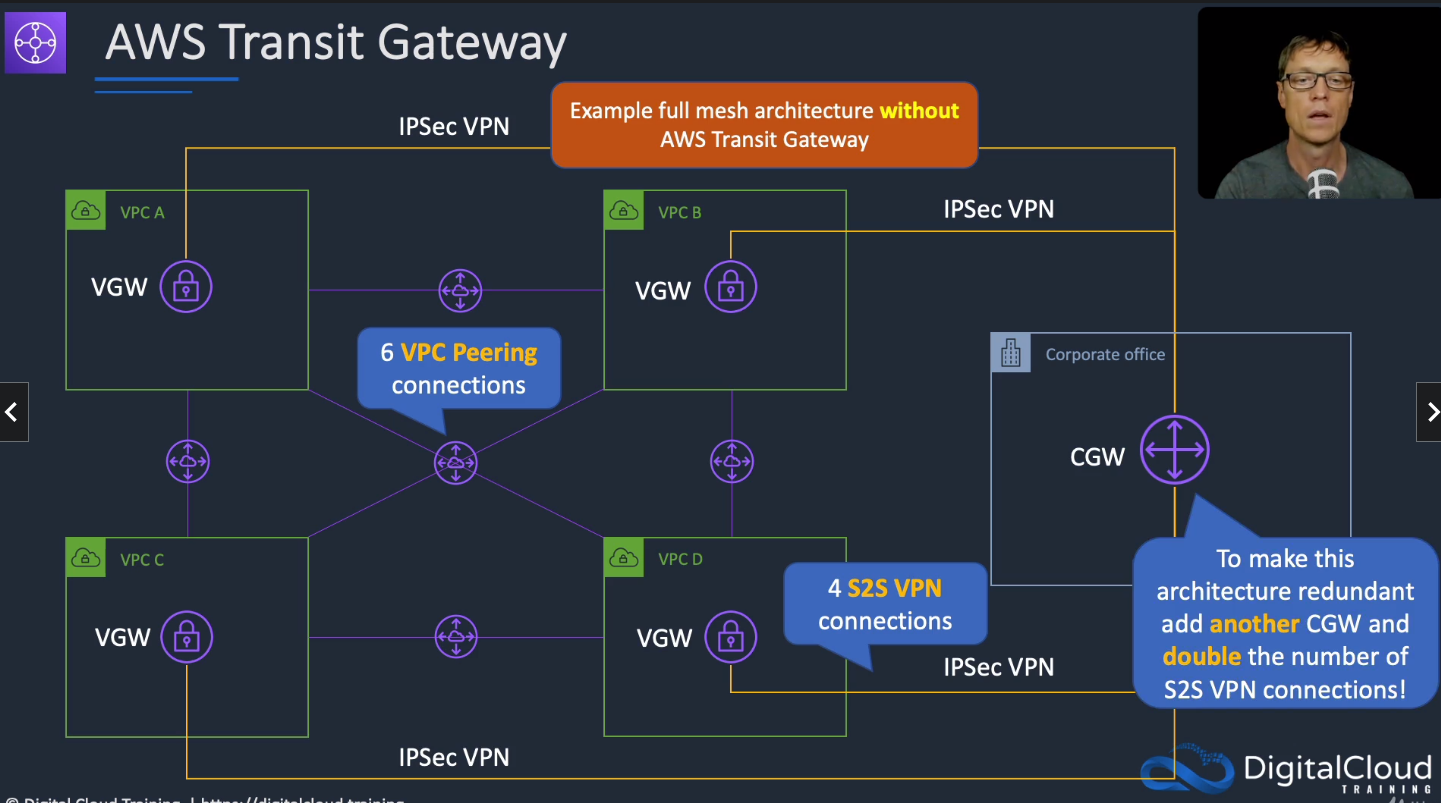 AWS Transit Gateway
Example full mesh architecture without
AWS Transit Gateway
IPSec VPN
VPC A
VGW
VPC B
VGW
IPSec VPN
6 VPC Peering
connections
Corporate office
CGW
VPC C
VGW
VPC D
VGW
4 S2S VPN
connections
IPSec VPN
To make this
architecture redundant
add another CGW and
double the number of
S2S VPN connections!
IPSec VPN
DigitalCloud
TRAINING
© Digital Cloud Training | https://digitalcloud.training